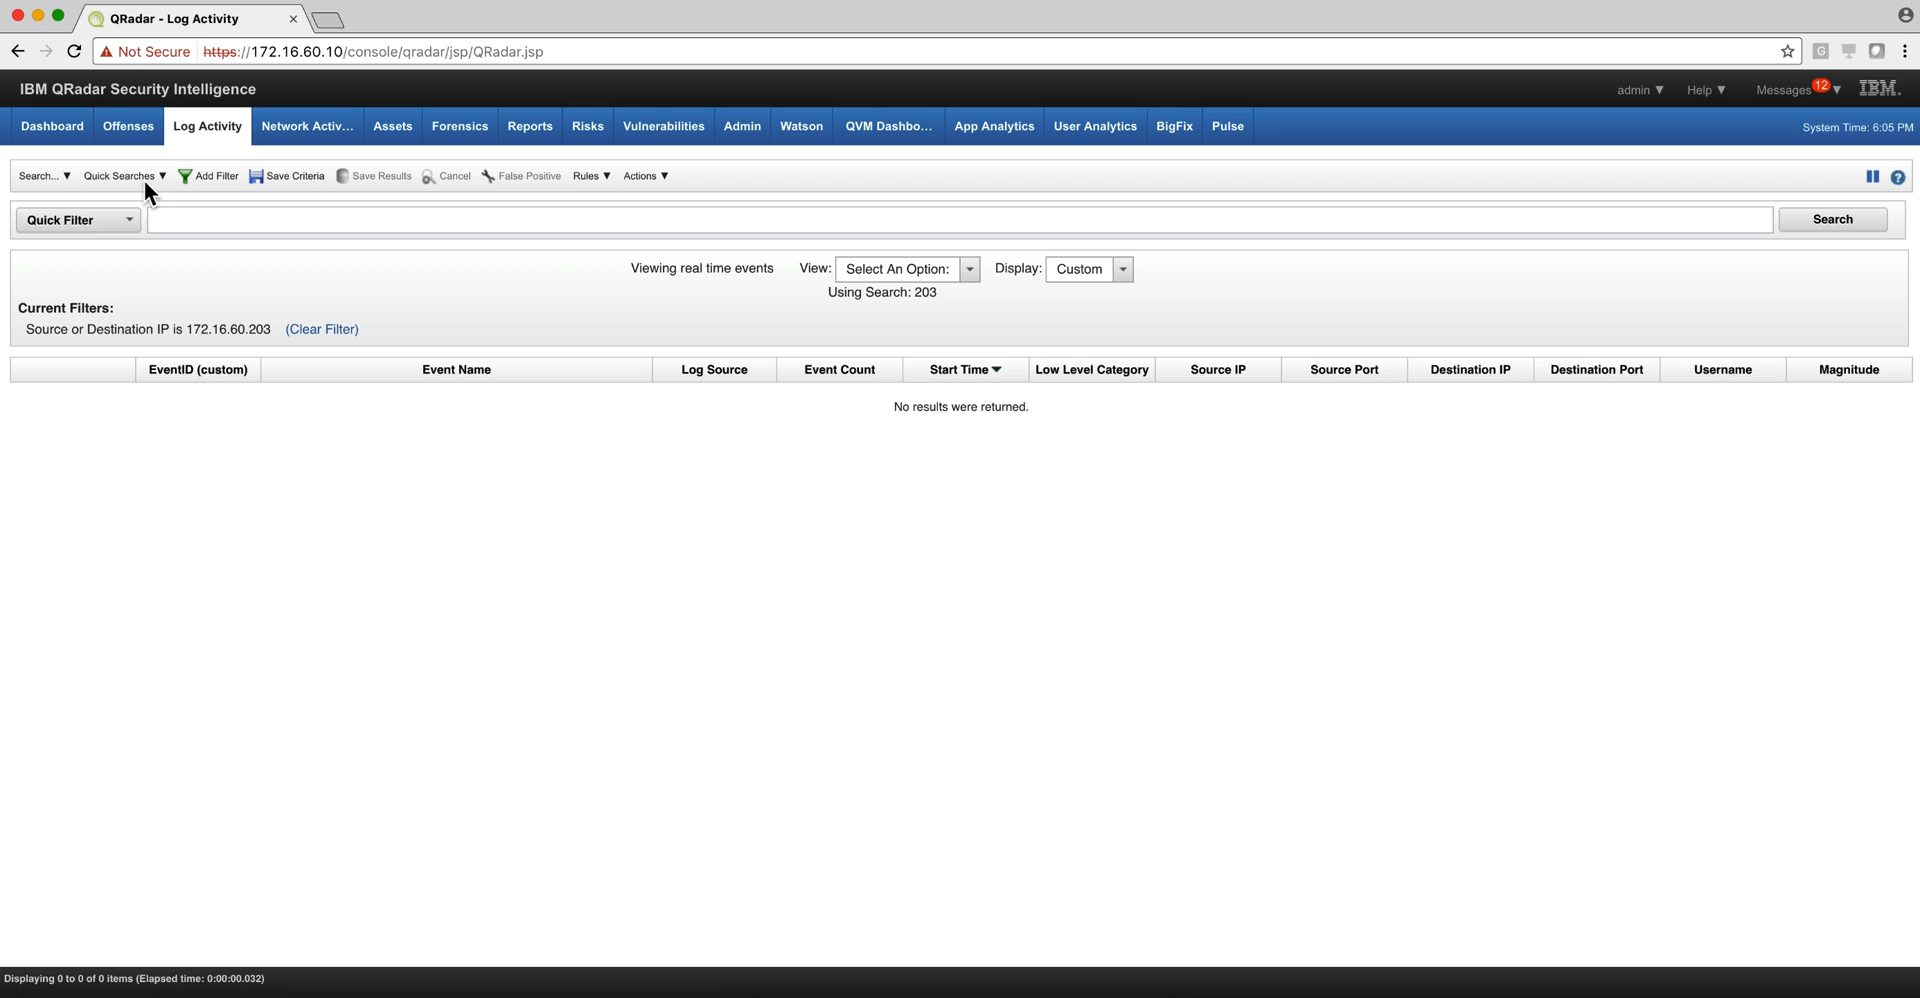 QRadar - Log Activity
Not Secure https://172.16.60.10/console/qradar/jsp/QRadar.jsp
IBM QRadar Security Intelligence admin Help Messages 12 IBM
Dashboard Offenses Log Activity Network Activ... Assets Forensics Reports Risks Vulnerabilities Admin Watson QVM Dashbo... App Analytics User Analytics BigFix Pulse System Time: 6:05 PM
Search... Quick Searches Add Filter Save Criteria Save Results Cancel False Positive Rules Actions
Quick Filter Search
Viewing real time events View: Select An Option: Display: Custom
Using Search: 203
Current Filters:
Source or Destination IP is 172.16.60.203 (Clear Filter)
EventID (custom) Event Name Log Source Event Count Start Time Low Level Category Source IP Source Port Destination IP Destination Port Username Magnitude
No results were returned.
Displaying 0 to 0 of 0 items (Elapsed time: 0:00:00.032)